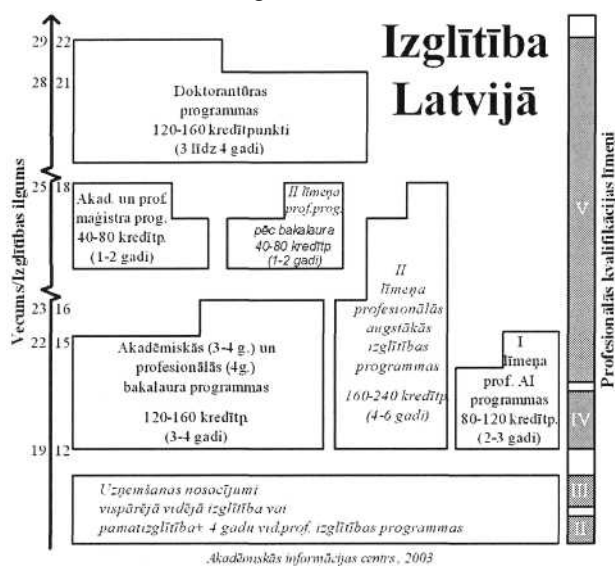 Izglītība
Latvijā
29 22
28 21
Doktorantūras
programmas
120-160 kredītpunkti
(3 līdz 4 gadi)
25 18
Akad. un prof.
maģistra prog.
40-80 kredītp.
(1-2 gadi)
II līmeņa
prof.prog.
pēc bakalaura
40-80 kredītp
(1-2 gadi)
II
līmeņa
profesionālās
augstākās
izglītības
programmas
160-240 kredītp.
(4-6 gadi)
23 16
22 15
Akadēmiskās (3-4 g.) un
profesionālās (4g.)
bakalaura programmas
120-160 kredītp.
(3-4 gadi)
I
līmeņa
prof. AI
programmas
80-120 kredītp.
(2-3 gadi)
19 12
Uzņemšanas nosacījumi
vispārējā vidējā izglītība vai
pamatizglītība+ 4 gadu vid.prof. izglītības programmas
Akadēmiskās informācijas centrs, 2003
Vecums/Izglītības ilgums
Profesionālās kvalifikācijas līmeņi
V
IV
III
II